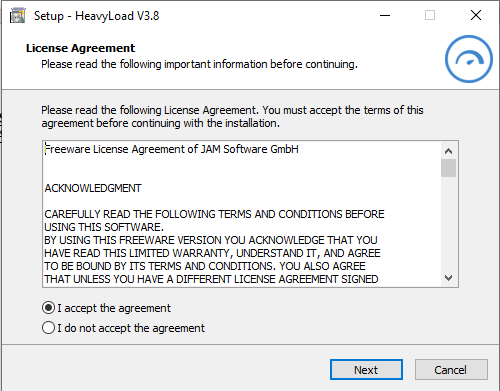 Setup - HeavyLoad V3.8
License Agreement
Please read the following important information before continuing.
Please read the following License Agreement. You must accept the terms of this
agreement before continuing with the installation.
Freeware License Agreement of JAM Software GmbH
ACKNOWLEDGMENT
CAREFULLY READ THE FOLLOWING TERMS AND CONDITIONS BEFORE
USING THIS SOFTWARE.
BY USING THIS FREEWARE VERSION YOU ACKNOWLEDGE THAT YOU
HAVE READ THIS LIMITED WARRANTY, UNDERSTAND IT, AND AGREE
TO BE BOUND BY ITS TERMS AND CONDITIONS. YOU ALSO AGREE
THAT UNLESS YOU HAVE A DIFFERENT LICENSE AGREEMENT SIGNED
I accept the agreement
I do not accept the agreement
Next
Cancel